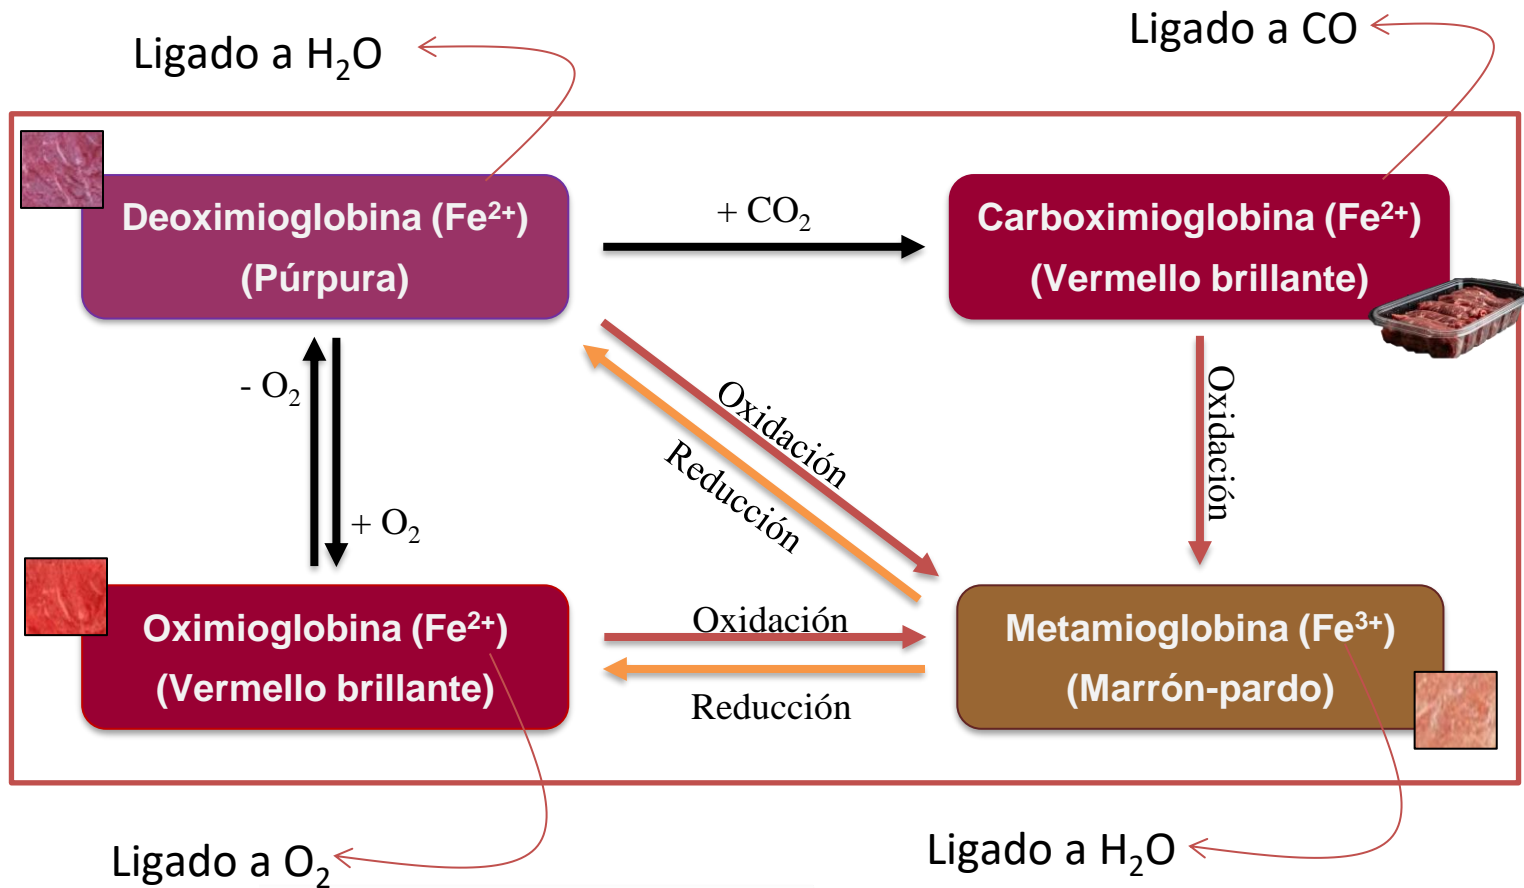 Ligado a H₂O
Ligado a CO
Deoximioglobina (Fe²⁺)
(Púrpura)
+ CO₂
Carboximioglobina (Fe²⁺)
(Vermello brillante)
- O₂
+ O₂
Oxidación
Reducción
Oxidación
Oximioglobina (Fe²⁺)
(Vermello brillante)
Oxidación
Reducción
Metamioglobina (Fe³⁺)
(Marrón-pardo)
Ligado a O₂
Ligado a H₂O